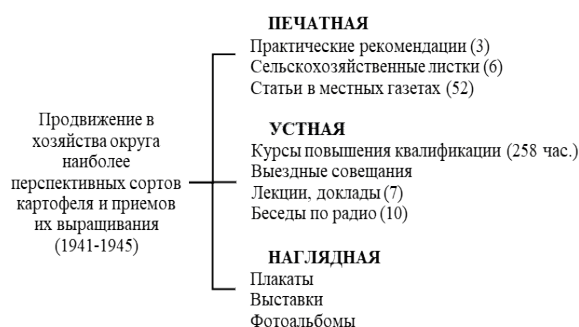 Продвижение в
хозяйства округа
наиболее
перспективных сортов
картофеля и приемов
их выращивания
(1941-1945)
ПЕЧАТНАЯ
Практические рекомендации (3)
Сельскохозяйственные листки (6)
Статьи в местных газетах (52)
УСТНАЯ
Курсы повышения квалификации (258 час.)
Выездные совещания
Лекции, доклады (7)
Беседы по радио (10)
НАГЛЯДНАЯ
Плакаты
Выставки
Фотоальбомы